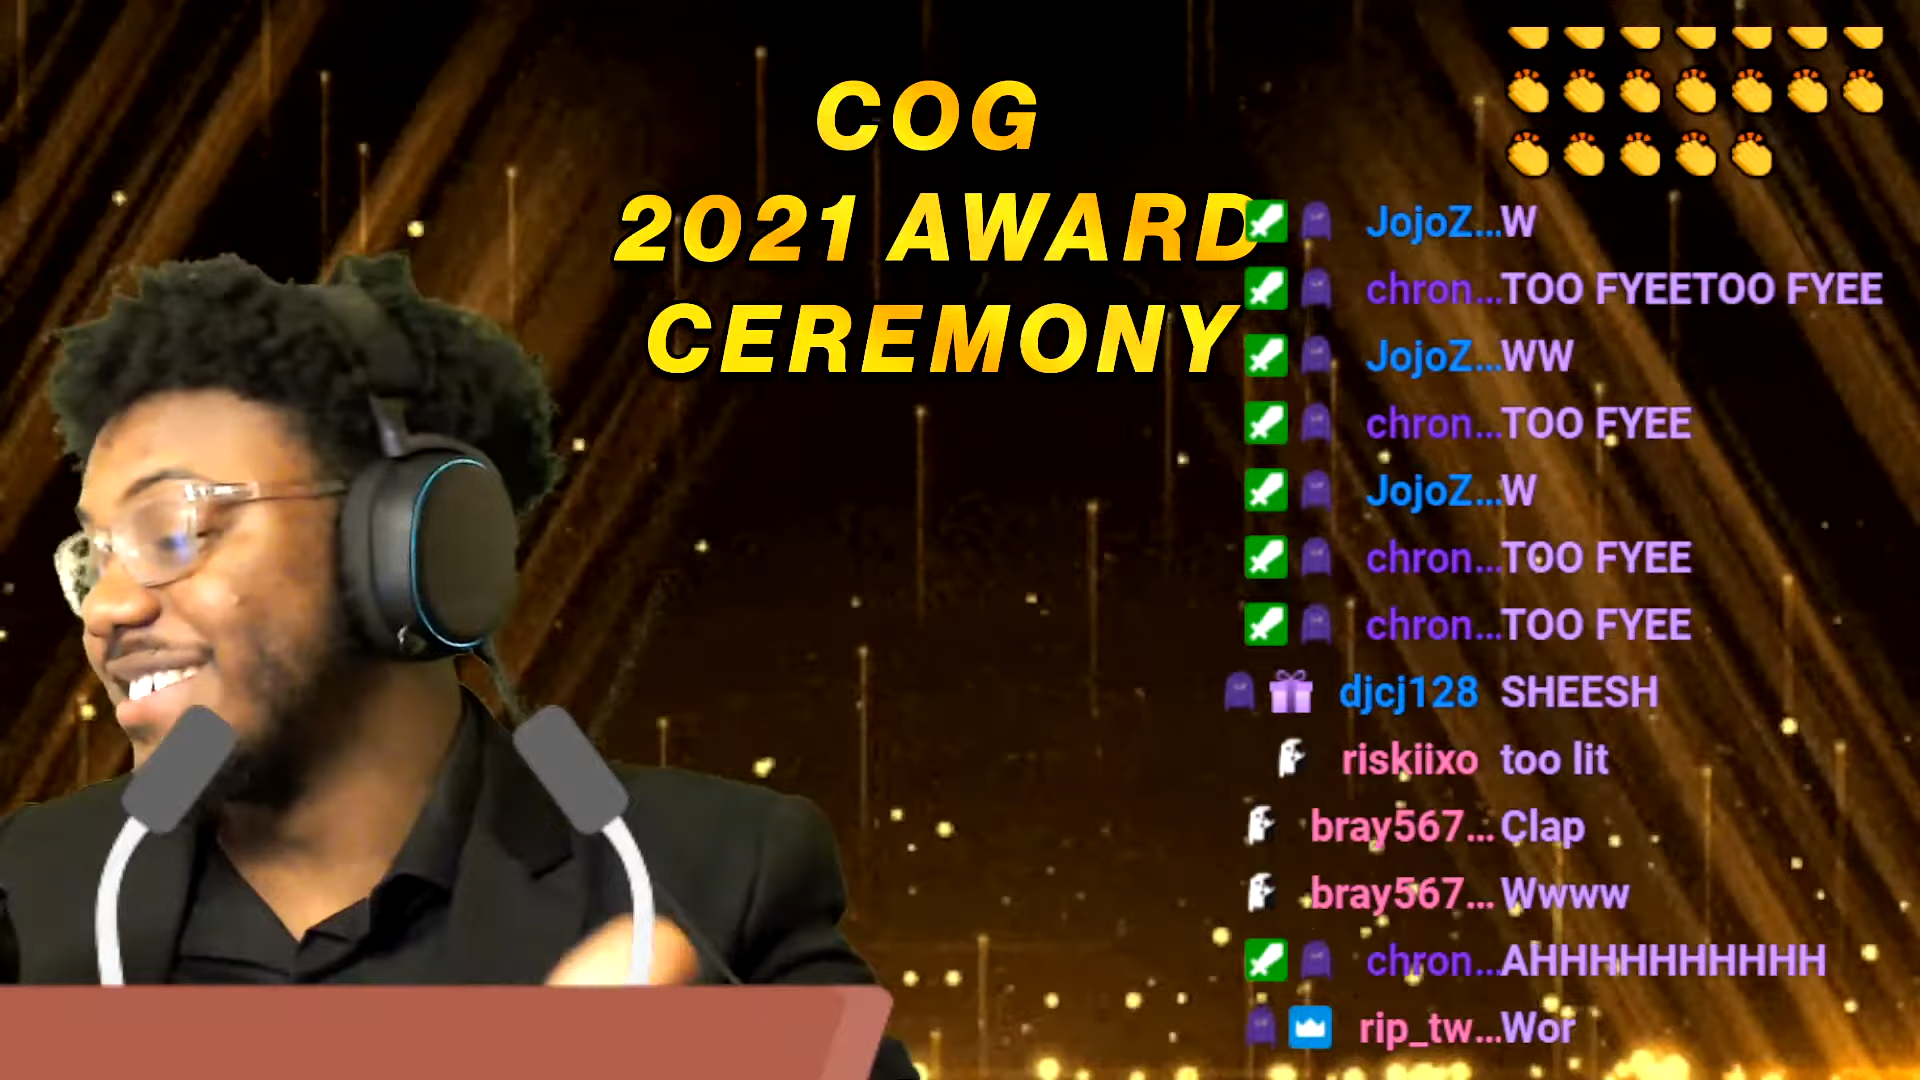 COG
2021 AWARD
CEREMONY
JojoZ...W
chron...TOO FYEETOO FYEE
JojoZ...WW
chron...TOO FYEE
JojoZ...W
chron...TOO FYEE
chron...TOO FYEE
djcj128 SHEESH
riskiixo too lit
bray567... Clap
bray567... Wwww
chron...AHHHHHHHHHHH
rip_tw...Wor